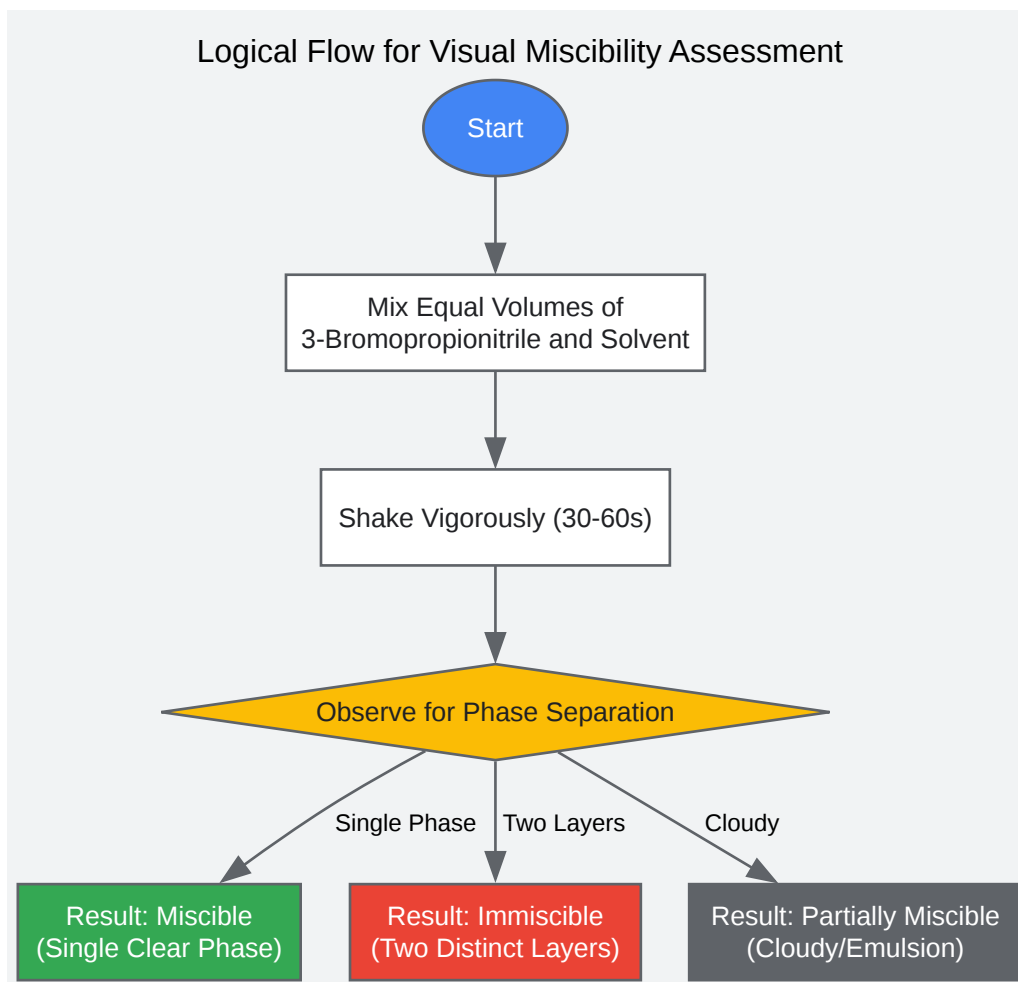 Logical Flow for Visual Miscibility Assessment
Start
Mix Equal Volumes of
3-Bromopropionitrile and Solvent
Shake Vigorously (30-60s)
Observe for Phase Separation
Single Phase
Two Layers
Cloudy
Result: Miscible
(Single Clear Phase)
Result: Immiscible
(Two Distinct Layers)
Result: Partially Miscible
(Cloudy/Emulsion)